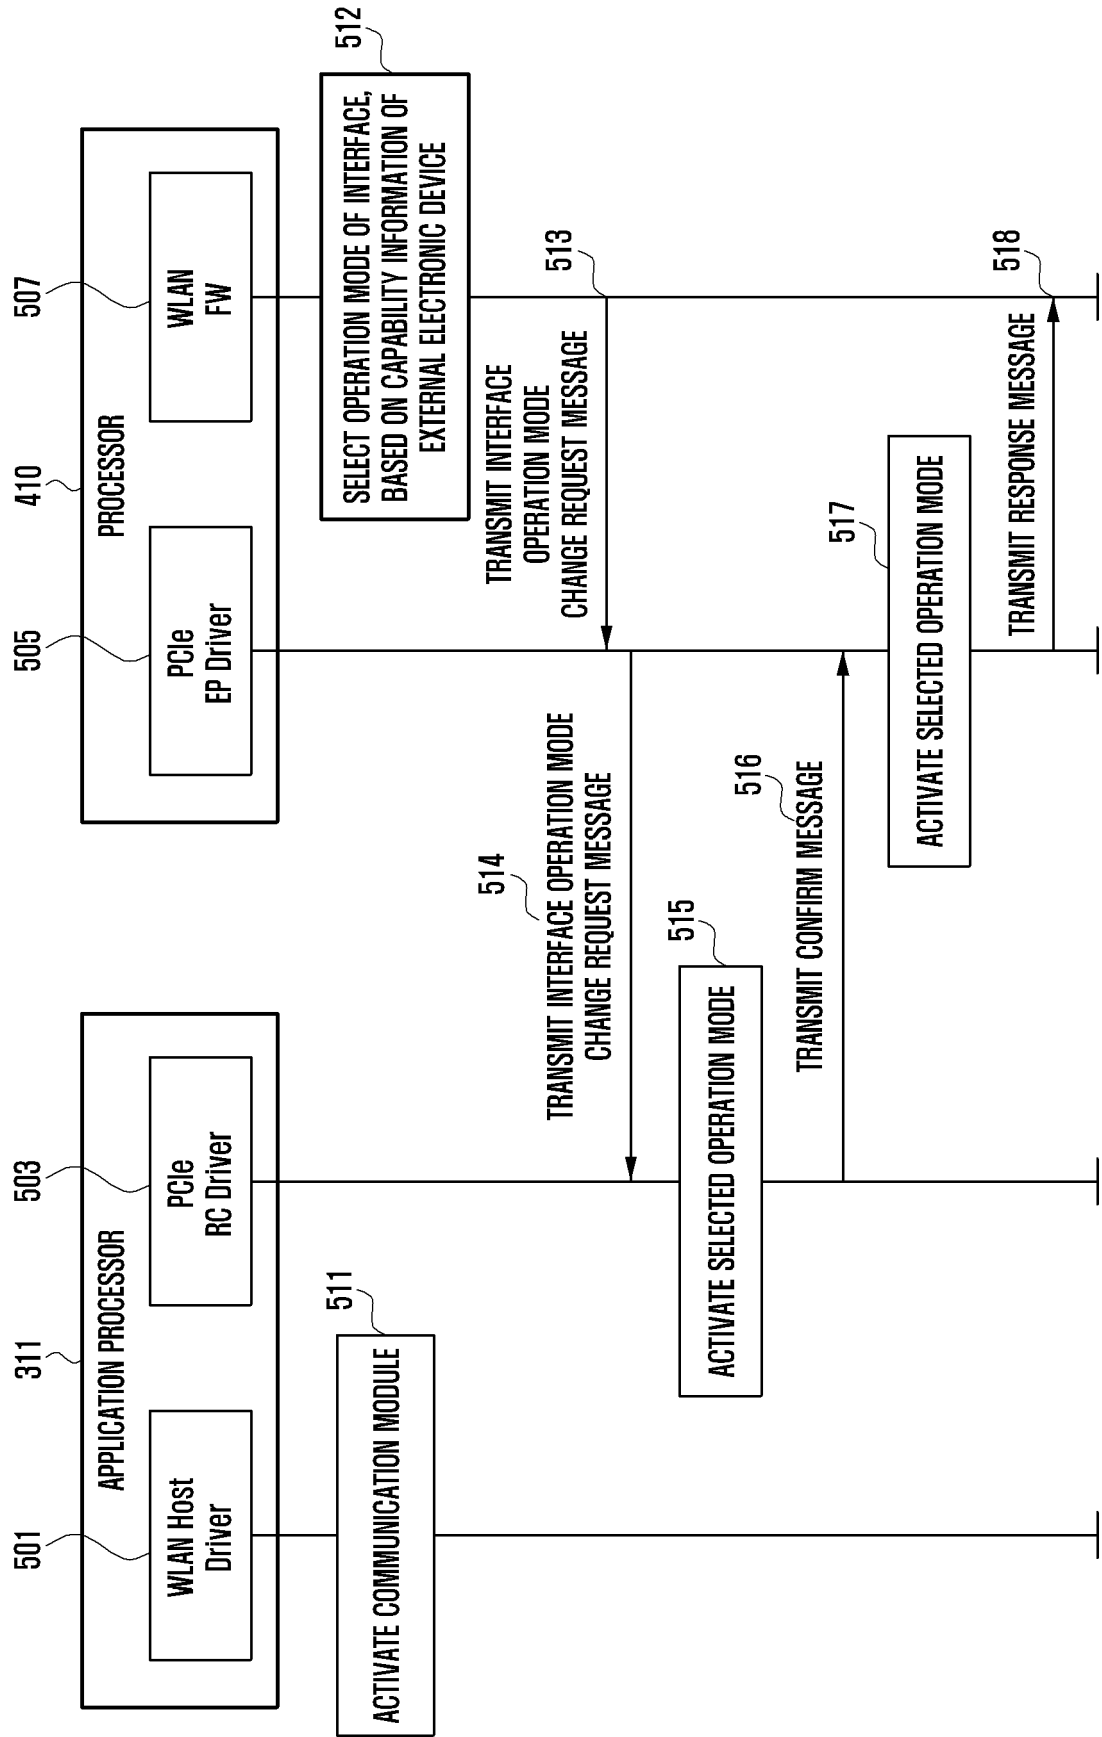 311
APPLICATION PROCESSOR
501
WLAN Host
Driver
503
PCIe
RC Driver
410
PROCESSOR
505
PCIe
EP Driver
507
WLAN
FW
511
ACTIVATE COMMUNICATION MODULE
512
SELECT OPERATION MODE OF INTERFACE,
BASED ON CAPABILITY INFORMATION OF
EXTERNAL ELECTRONIC DEVICE
513
TRANSMIT INTERFACE
OPERATION MODE
CHANGE REQUEST MESSAGE
514
TRANSMIT INTERFACE OPERATION MODE
CHANGE REQUEST MESSAGE
515
ACTIVATE SELECTED OPERATION MODE
516
TRANSMIT CONFIRM MESSAGE
517
ACTIVATE SELECTED OPERATION MODE
518
TRANSMIT RESPONSE MESSAGE